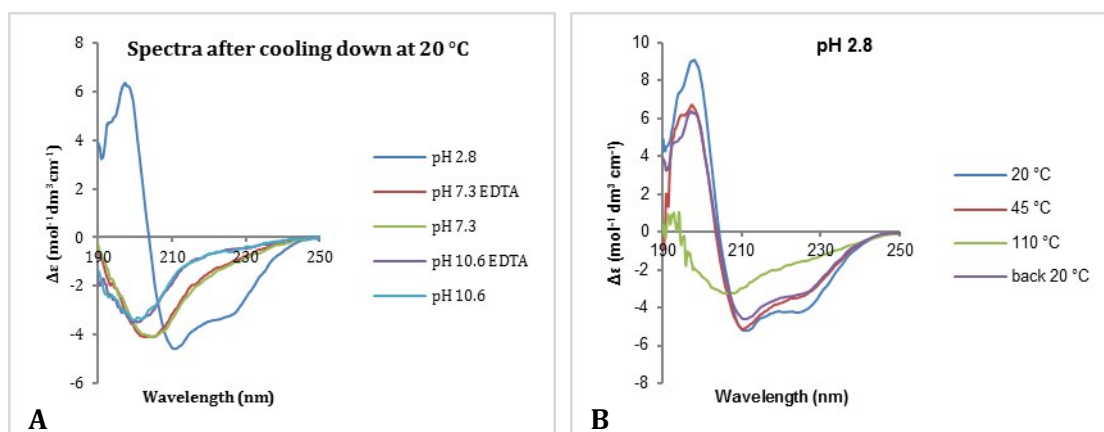 Spectra after cooling down at 20 °C
8
6
4
2
0
-2
-4
-6
190
210
230
250
Δε (mol⁻¹ dm³cm⁻¹)
Wavelength (nm)
pH 2.8
pH 7.3 EDTA
pH 7.3
pH 10.6 EDTA
pH 10.6
A
pH 2.8
10
8
6
4
2
0
-2
-4
-6
-8
190
210
230
250
Δε (mol⁻¹ dm³ cm⁻¹)
Wavelength (nm)
20 °C
45 °C
110 °C
back 20 °C
B